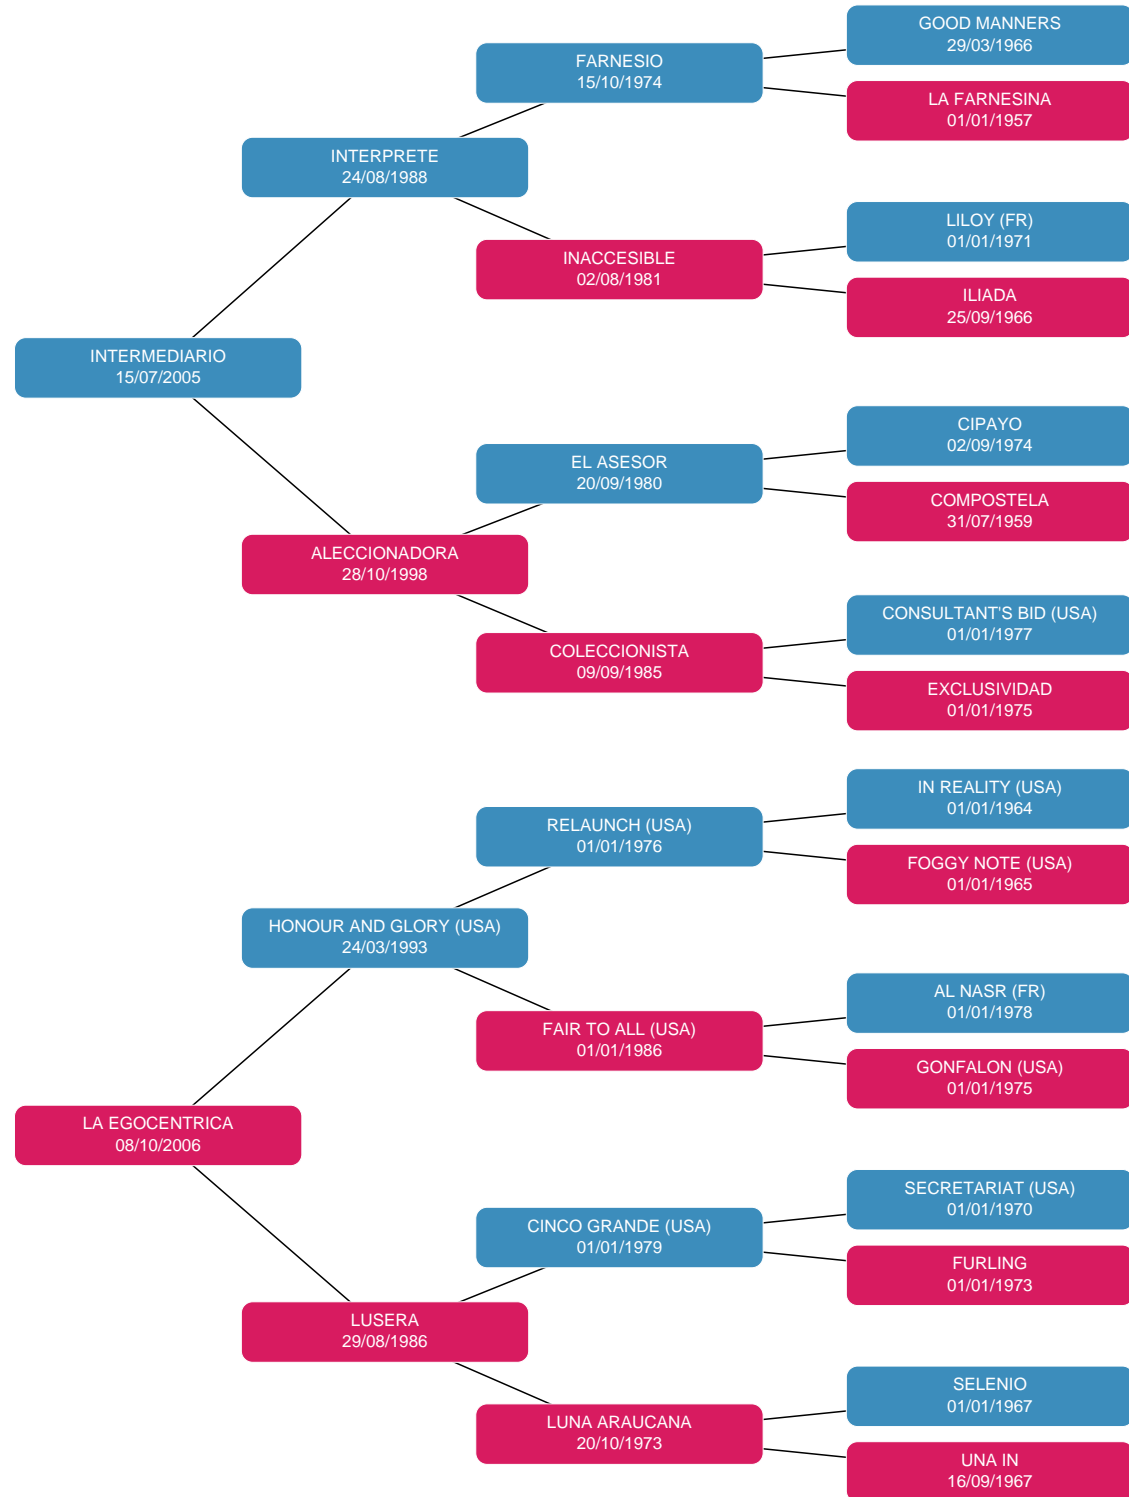 GOOD MANNERS
29/03/1966
FARNESIO
15/10/1974
LA FARNESINA
01/01/1957
INTERPRETE
24/08/1988
LILOY (FR)
01/01/1971
INACCESIBLE
02/08/1981
ILIADA
25/09/1966
INTERMEDIARIO
15/07/2005
CIPAYO
02/09/1974
EL ASESOR
20/09/1980
COMPOSTELA
31/07/1959
ALECCIONADORA
28/10/1998
CONSULTANT'S BID (USA)
01/01/1977
COLECCIONISTA
09/09/1985
EXCLUSIVIDAD
01/01/1975
IN REALITY (USA)
01/01/1964
RELAUNCH (USA)
01/01/1976
FOGGY NOTE (USA)
01/01/1965
HONOUR AND GLORY (USA)
24/03/1993
AL NASR (FR)
01/01/1978
FAIR TO ALL (USA)
01/01/1986
GONFALON (USA)
01/01/1975
LA EGOCENTRICA
08/10/2006
SECRETARIAT (USA)
01/01/1970
CINCO GRANDE (USA)
01/01/1979
FURLING
01/01/1973
LUSERA
29/08/1986
SELENIO
01/01/1967
LUNA ARAUCANA
20/10/1973
UNA IN
16/09/1967